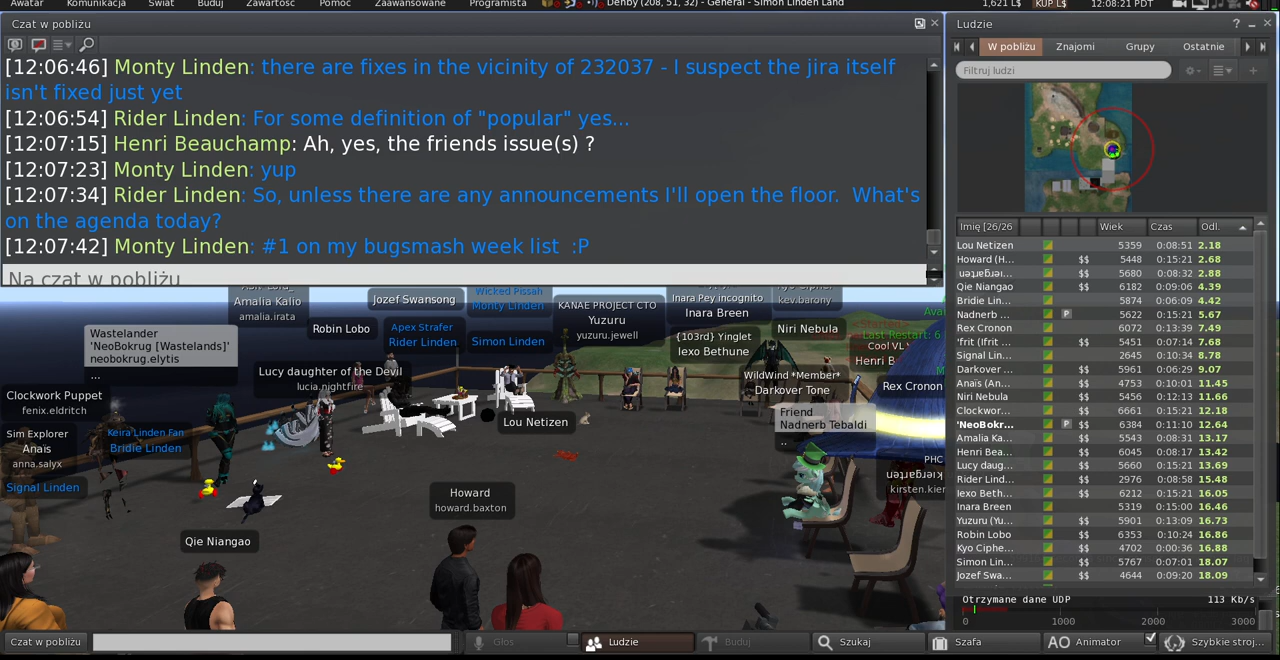 Awatar Komunikacja Świat Buduj Zawartość Pomoc Zaawansowane Programista Denby (208, 51, 32) - General - Simon Linden Land 1,621 L$ KUP L$ 12:08:21 PDT
Czat w pobliżu
[12:06:46] Monty Linden: there are fixes in the vicinity of 232037 - I suspect the jira itself
isn't fixed just yet
[12:06:54] Rider Linden: For some definition of "popular" yes...
[12:07:15] Henri Beauchamp: Ah, yes, the friends issue(s) ?
[12:07:23] Monty Linden: yup
[12:07:34] Rider Linden: So, unless there are any announcements I'll open the floor.  What's
on the agenda today?
[12:07:42] Monty Linden: #1 on my bugsmash week list  :P
Na czat w pobliżu
Amalia Kalio
amalia.irata
Jozef Swansong
Wicked Pissah
Monty Linden
KANAE PROJECT CTO
Yuzuru
yuzuru.jewell
Inara Pey incognito
Inara Breen
kev.barony
Robin Lobo
Apex Strafer
Rider Linden
Simon Linden
{103rd} Yinglet
Iexo Bethune
Niri Nebula
Last Restart: 6
Cool VL
Henri B
Wastelander
'NeoBokrug [Wastelands]'
neobokrug.elytis
...
Lucy daughter of the Devil
lucia.nightfire
WildWind *Member*
Darkover Tone
Rex Cronon
Clockwork Puppet
fenix.eldritch
Lou Netizen
Friend
Nadnerb Tebaldi
..
Sim Explorer
Anaïs
anna.salyx
Keira Linden Fan
Bridie Linden
Signal Linden
PHC
kirsten.kier
Howard
howard.baxton
Qie Niangao
Ludzie
? _ ×
W pobliżu Znajomi Grupy Ostatnie
Filtruj ludzi
Imię [26/26 Wiek Czas Odl.
Lou Netizen 5359 0:08:51 2.18
Howard (H... $$ 5448 0:15:21 2.68
$$ 5680 0:08:32 2.88
Qie Niangao $$ 6182 0:09:06 4.39
Bridie Lin... 5874 0:06:09 4.42
Nadnerb ... P $$ 5622 0:15:21 5.67
Rex Cronon $$ 6072 0:13:39 7.49
'frit (Ifrit ... $$ 5451 0:07:14 7.68
Signal Lin... $$ 2645 0:10:34 8.78
Darkover ... $$ 5961 0:06:29 9.07
Anaïs (An... $$ 4753 0:10:01 11.45
Niri Nebula $$ 5456 0:12:13 11.66
Clockwor... $$ 6661 0:15:21 12.18
'NeoBokr... P $$ 6384 0:11:10 12.64
Amalia Ka... $$ 5543 0:08:31 13.17
Henri Bea... $$ 6045 0:08:17 13.42
Lucy daug... $$ 5660 0:15:21 13.69
Rider Lind... $$ 2976 0:08:58 15.48
Iexo Beth... $$ 6212 0:15:21 16.05
Inara Breen 5319 0:15:00 16.46
Yuzuru (Yu... $$ 5901 0:13:09 16.73
Robin Lobo $$ 6353 0:10:24 16.86
Kyo Ciphe... $$ 4702 0:00:36 16.88
Simon Lin... $$ 5767 0:07:01 18.07
Jozef Swa... $$ 4644 0:09:20 18.09
Otrzymane dane UDP 113 Kb/s
0 1000 2000 3000
Czat w pobliżu Głos Ludzie Buduj Szukaj Szafa AO Animator Szybkie stroj...